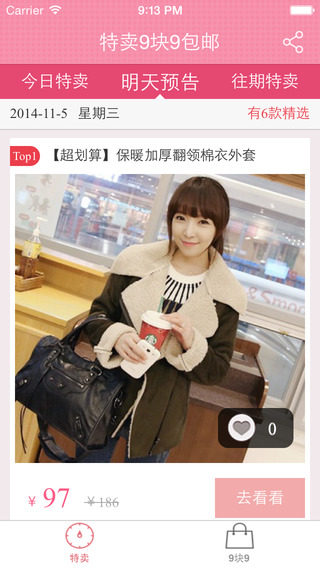 Carrier 9:13 PM
特卖9块9包邮
今日特卖 明天预告 往期特卖
2014-11-5 星期三 有6款精选
Top1 【超划算】保暖加厚翻领棉衣外套
0
¥ 97 ¥186 去看看
特卖 9块9